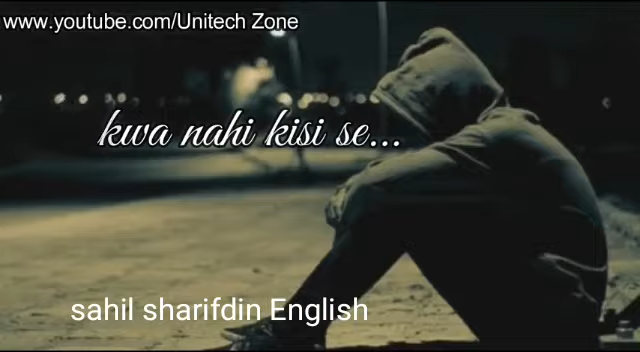 www.youtube.com/Unitech Zone
kwa nahi kisi se...
sahil sharifdin English